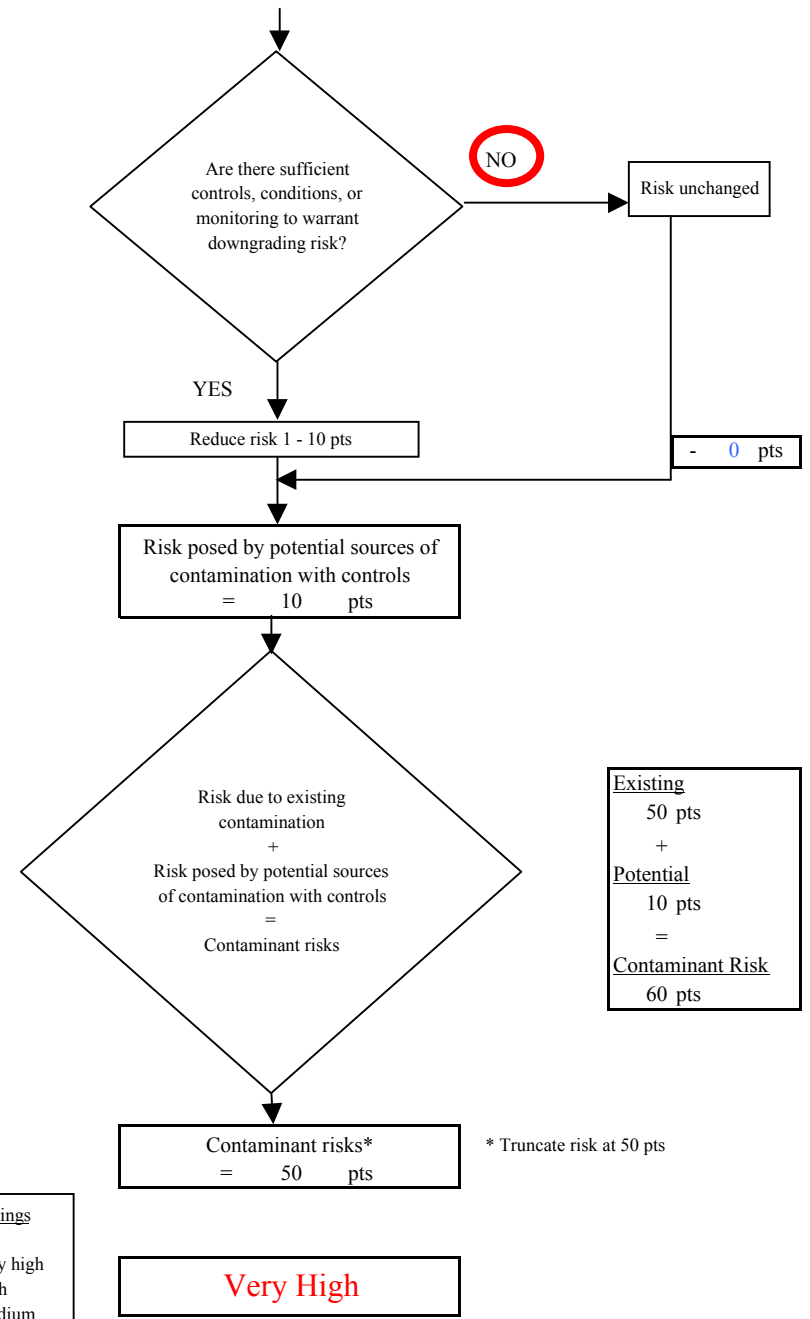 Are there sufficient
controls, conditions, or
monitoring to warrant
downgrading risk?
NO
Risk unchanged
YES
Reduce risk 1 - 10 pts
- 0 pts
Risk posed by potential sources of
contamination with controls
= 10 pts
Risk due to existing
contamination
+
Risk posed by potential sources
of contamination with controls
=
Contaminant risks
Existing
50 pts
+
Potential
10 pts
=
Contaminant Risk
60 pts
Contaminant risks*
= 50 pts
* Truncate risk at 50 pts
high
Very High